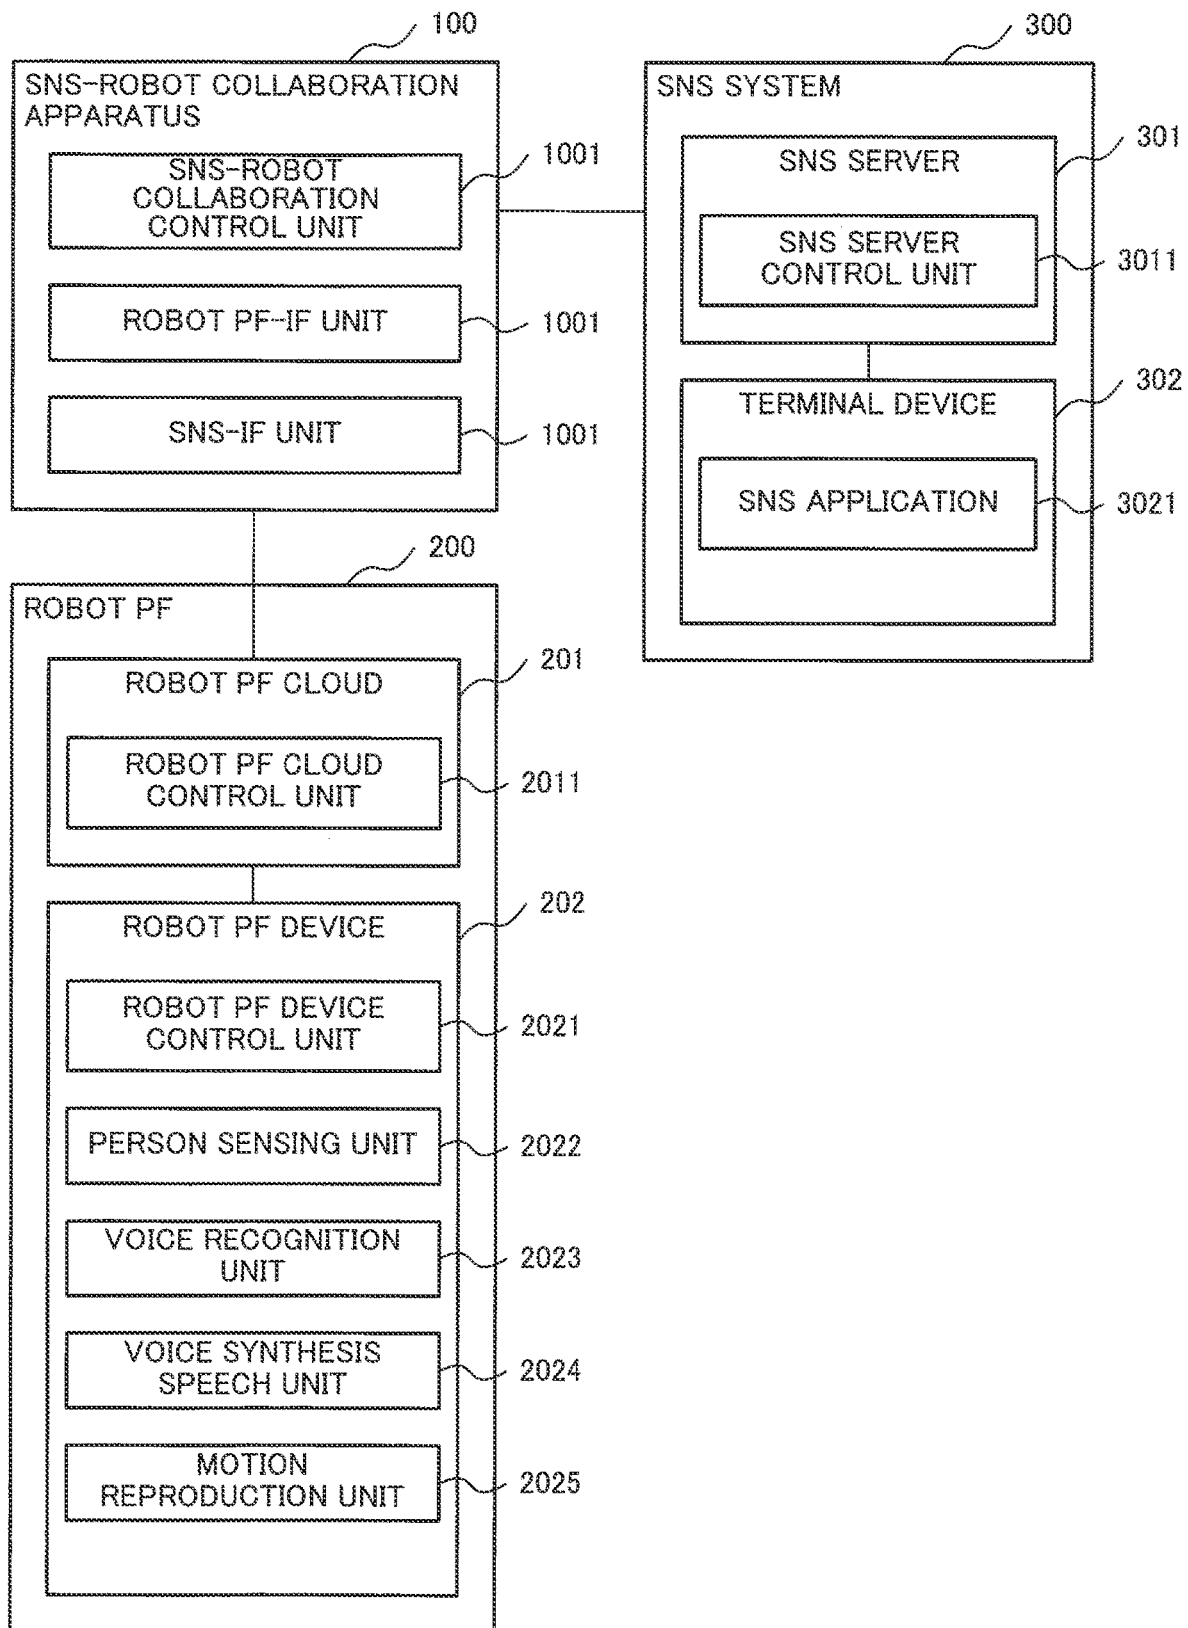 100
SNS-ROBOT COLLABORATION
APPARATUS
SNS-ROBOT
COLLABORATION
CONTROL UNIT
1001
ROBOT PF-IF UNIT
1001
SNS-IF UNIT
1001
300
SNS SYSTEM
SNS SERVER
301
SNS SERVER
CONTROL UNIT
3011
TERMINAL DEVICE
302
SNS APPLICATION
3021
200
ROBOT PF
ROBOT PF CLOUD
201
ROBOT PF CLOUD
CONTROL UNIT
2011
ROBOT PF DEVICE
202
ROBOT PF DEVICE
CONTROL UNIT
2021
PERSON SENSING UNIT
2022
VOICE RECOGNITION
UNIT
2023
VOICE SYNTHESIS
SPEECH UNIT
2024
MOTION
REPRODUCTION UNIT
2025